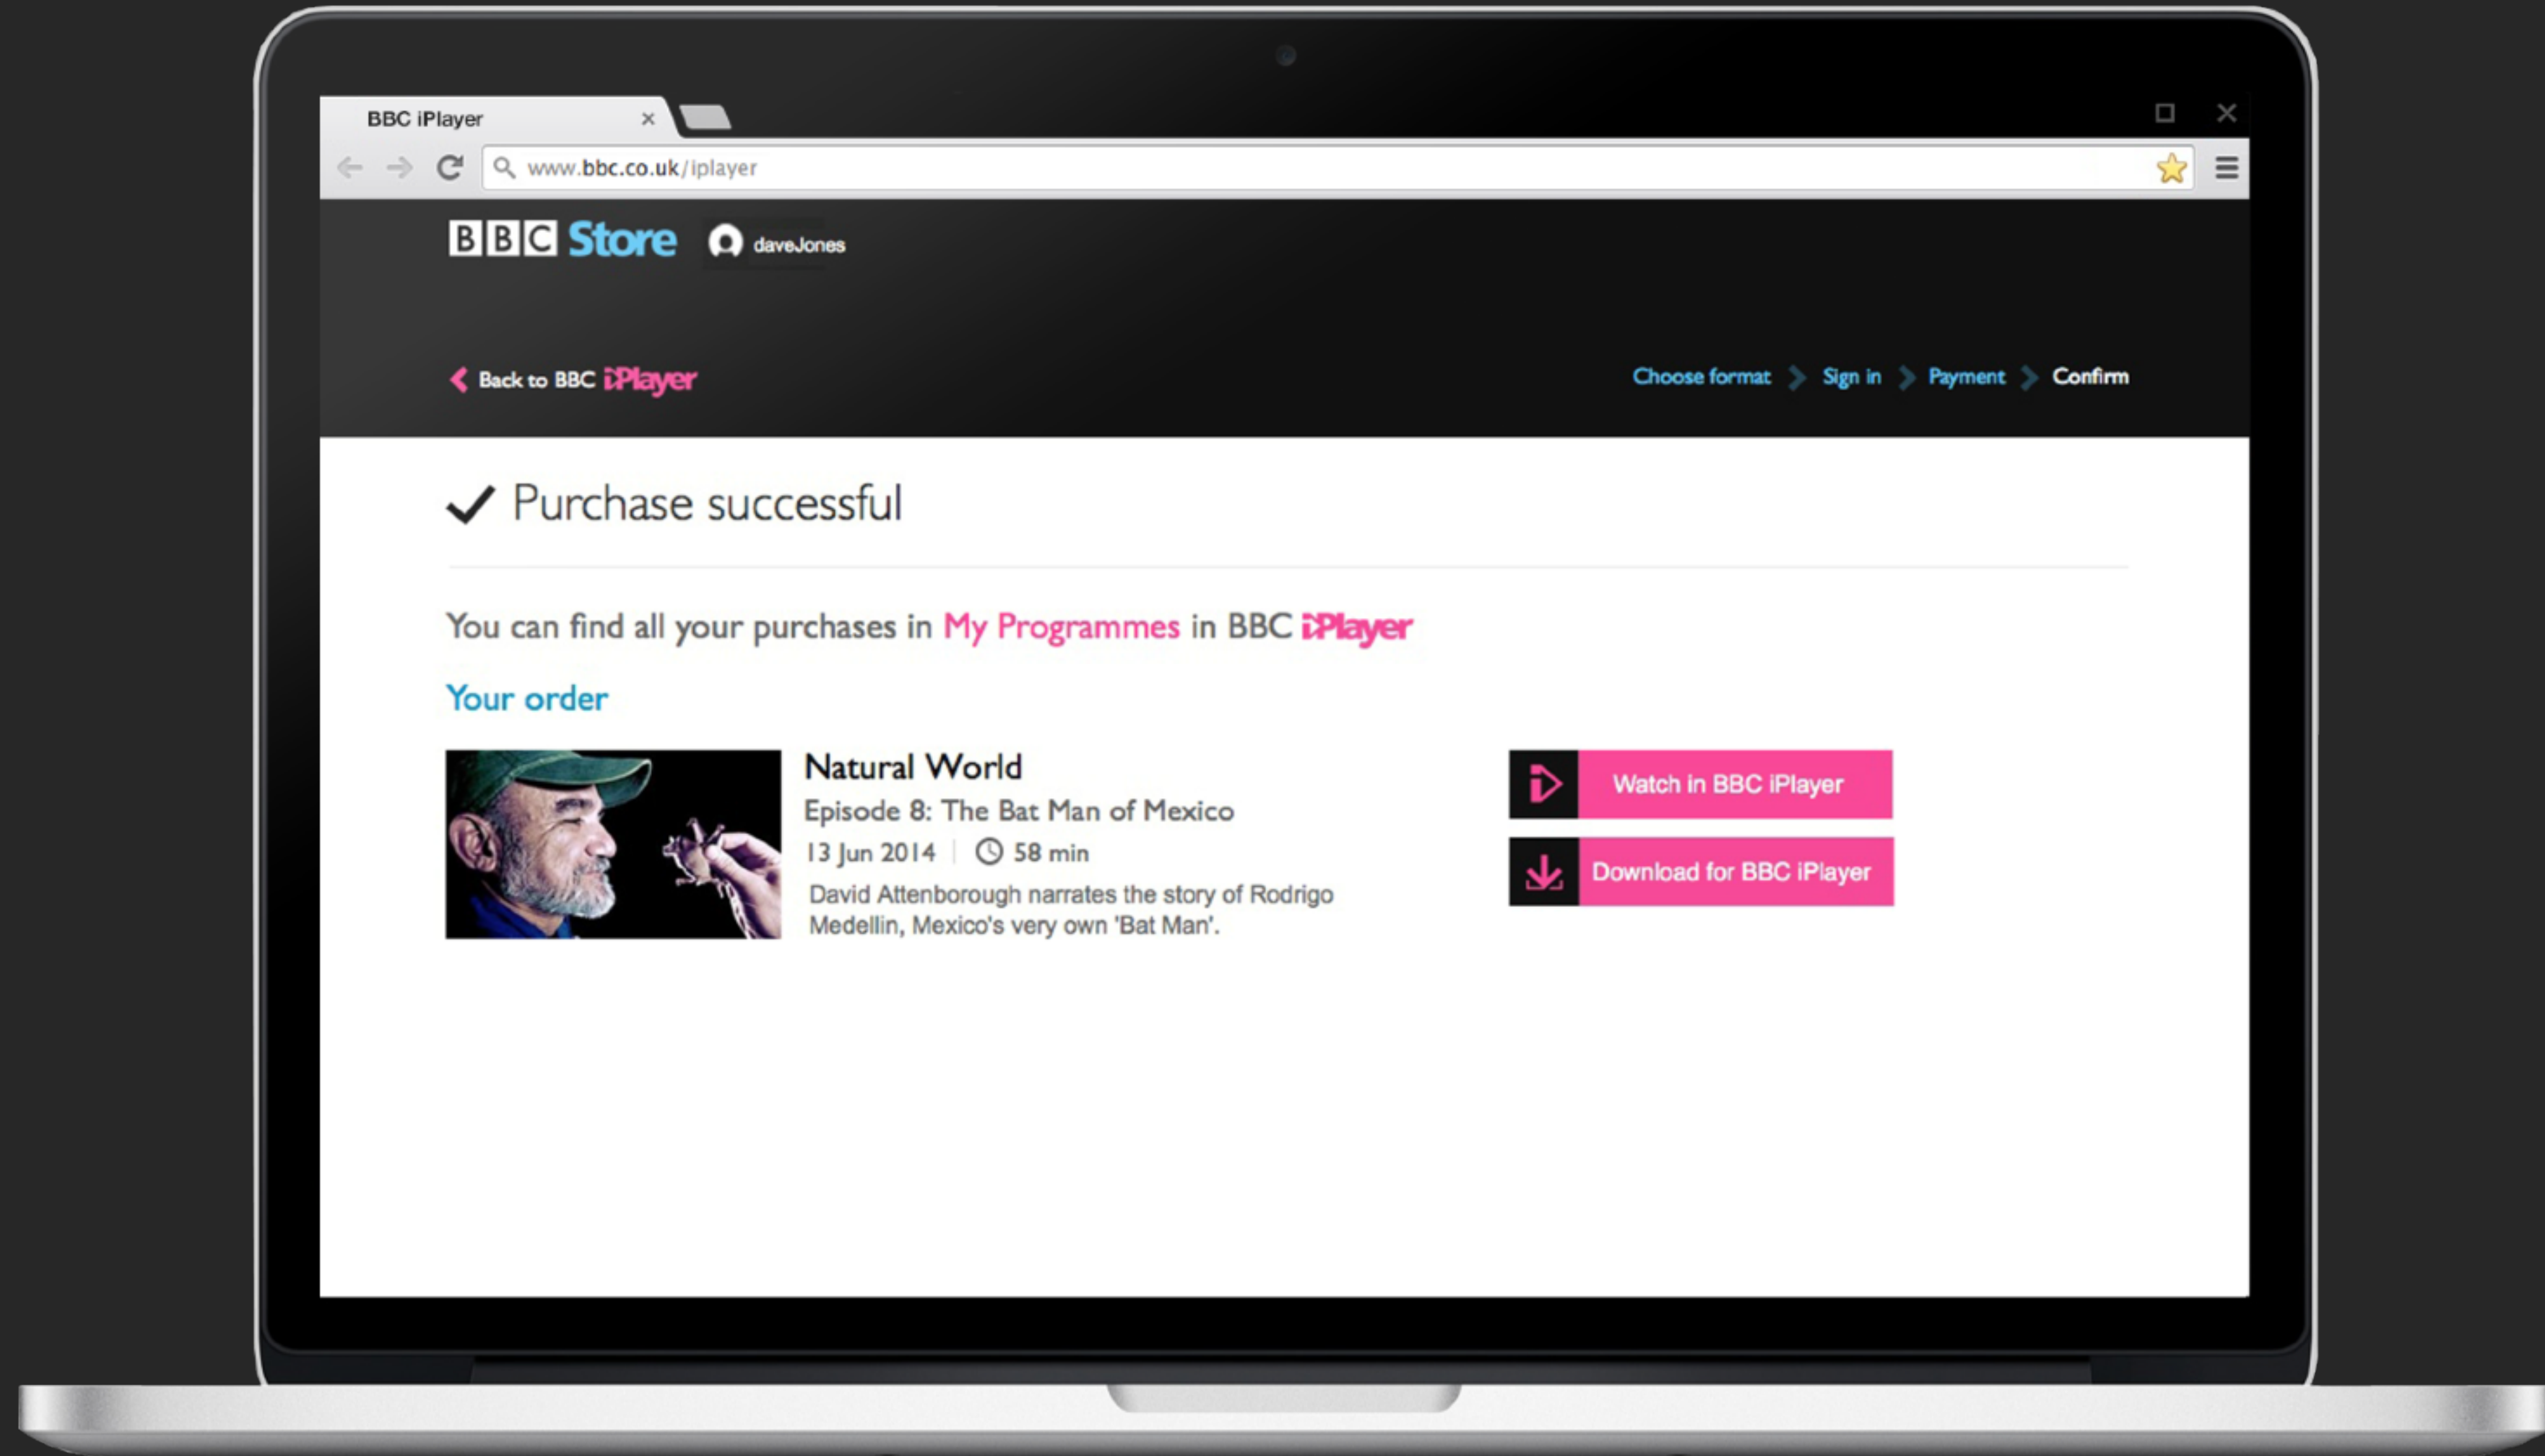 BBC iPlayer
www.bbc.co.uk/iplayer
BBC Store daveJones
Back to BBC iPlayer
Choose format Sign in Payment Confirm
Purchase successful
You can find all your purchases in My Programmes in BBC iPlayer
Your order
Natural World
Episode 8: The Bat Man of Mexico
13 Jun 2014 58 min
David Attenborough narrates the story of Rodrigo
Medellin, Mexico's very own 'Bat Man'.
Watch in BBC iPlayer
Download for BBC iPlayer